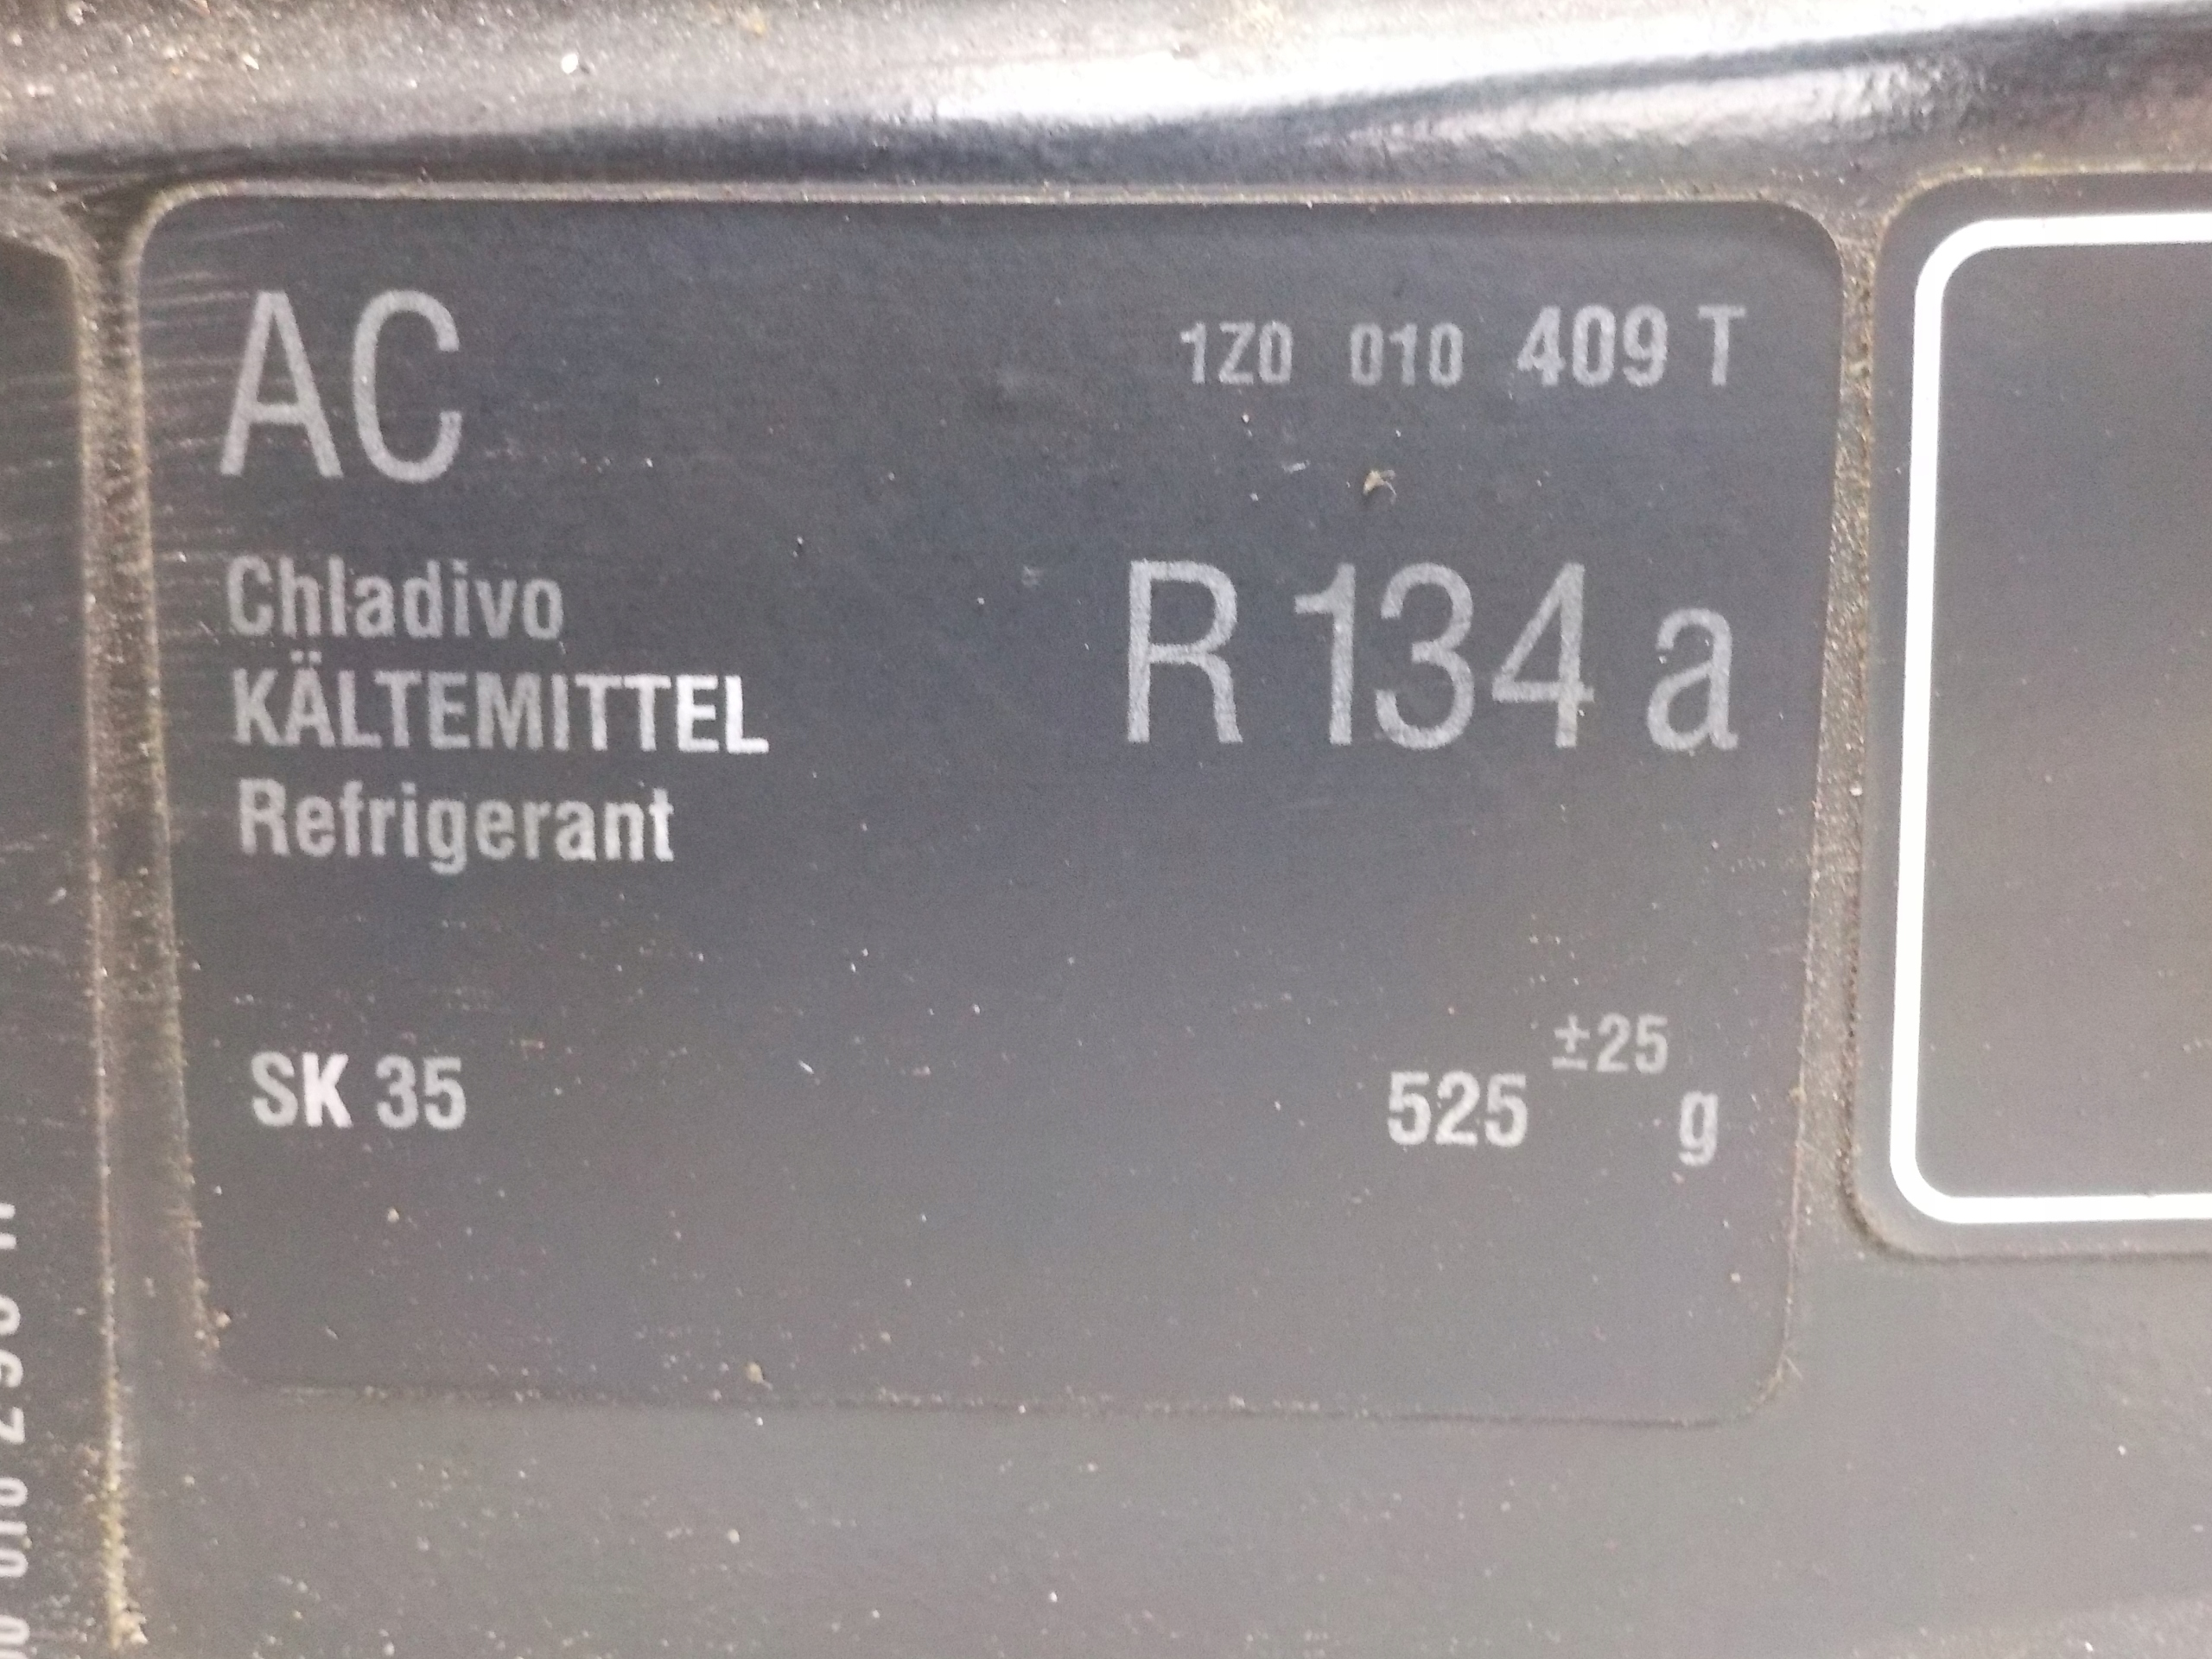 AC
1Z0 010 409 T
Chladivo
KÄLTEMITTEL
Refrigerant
R 134 a
SK 35
525 ±25 g